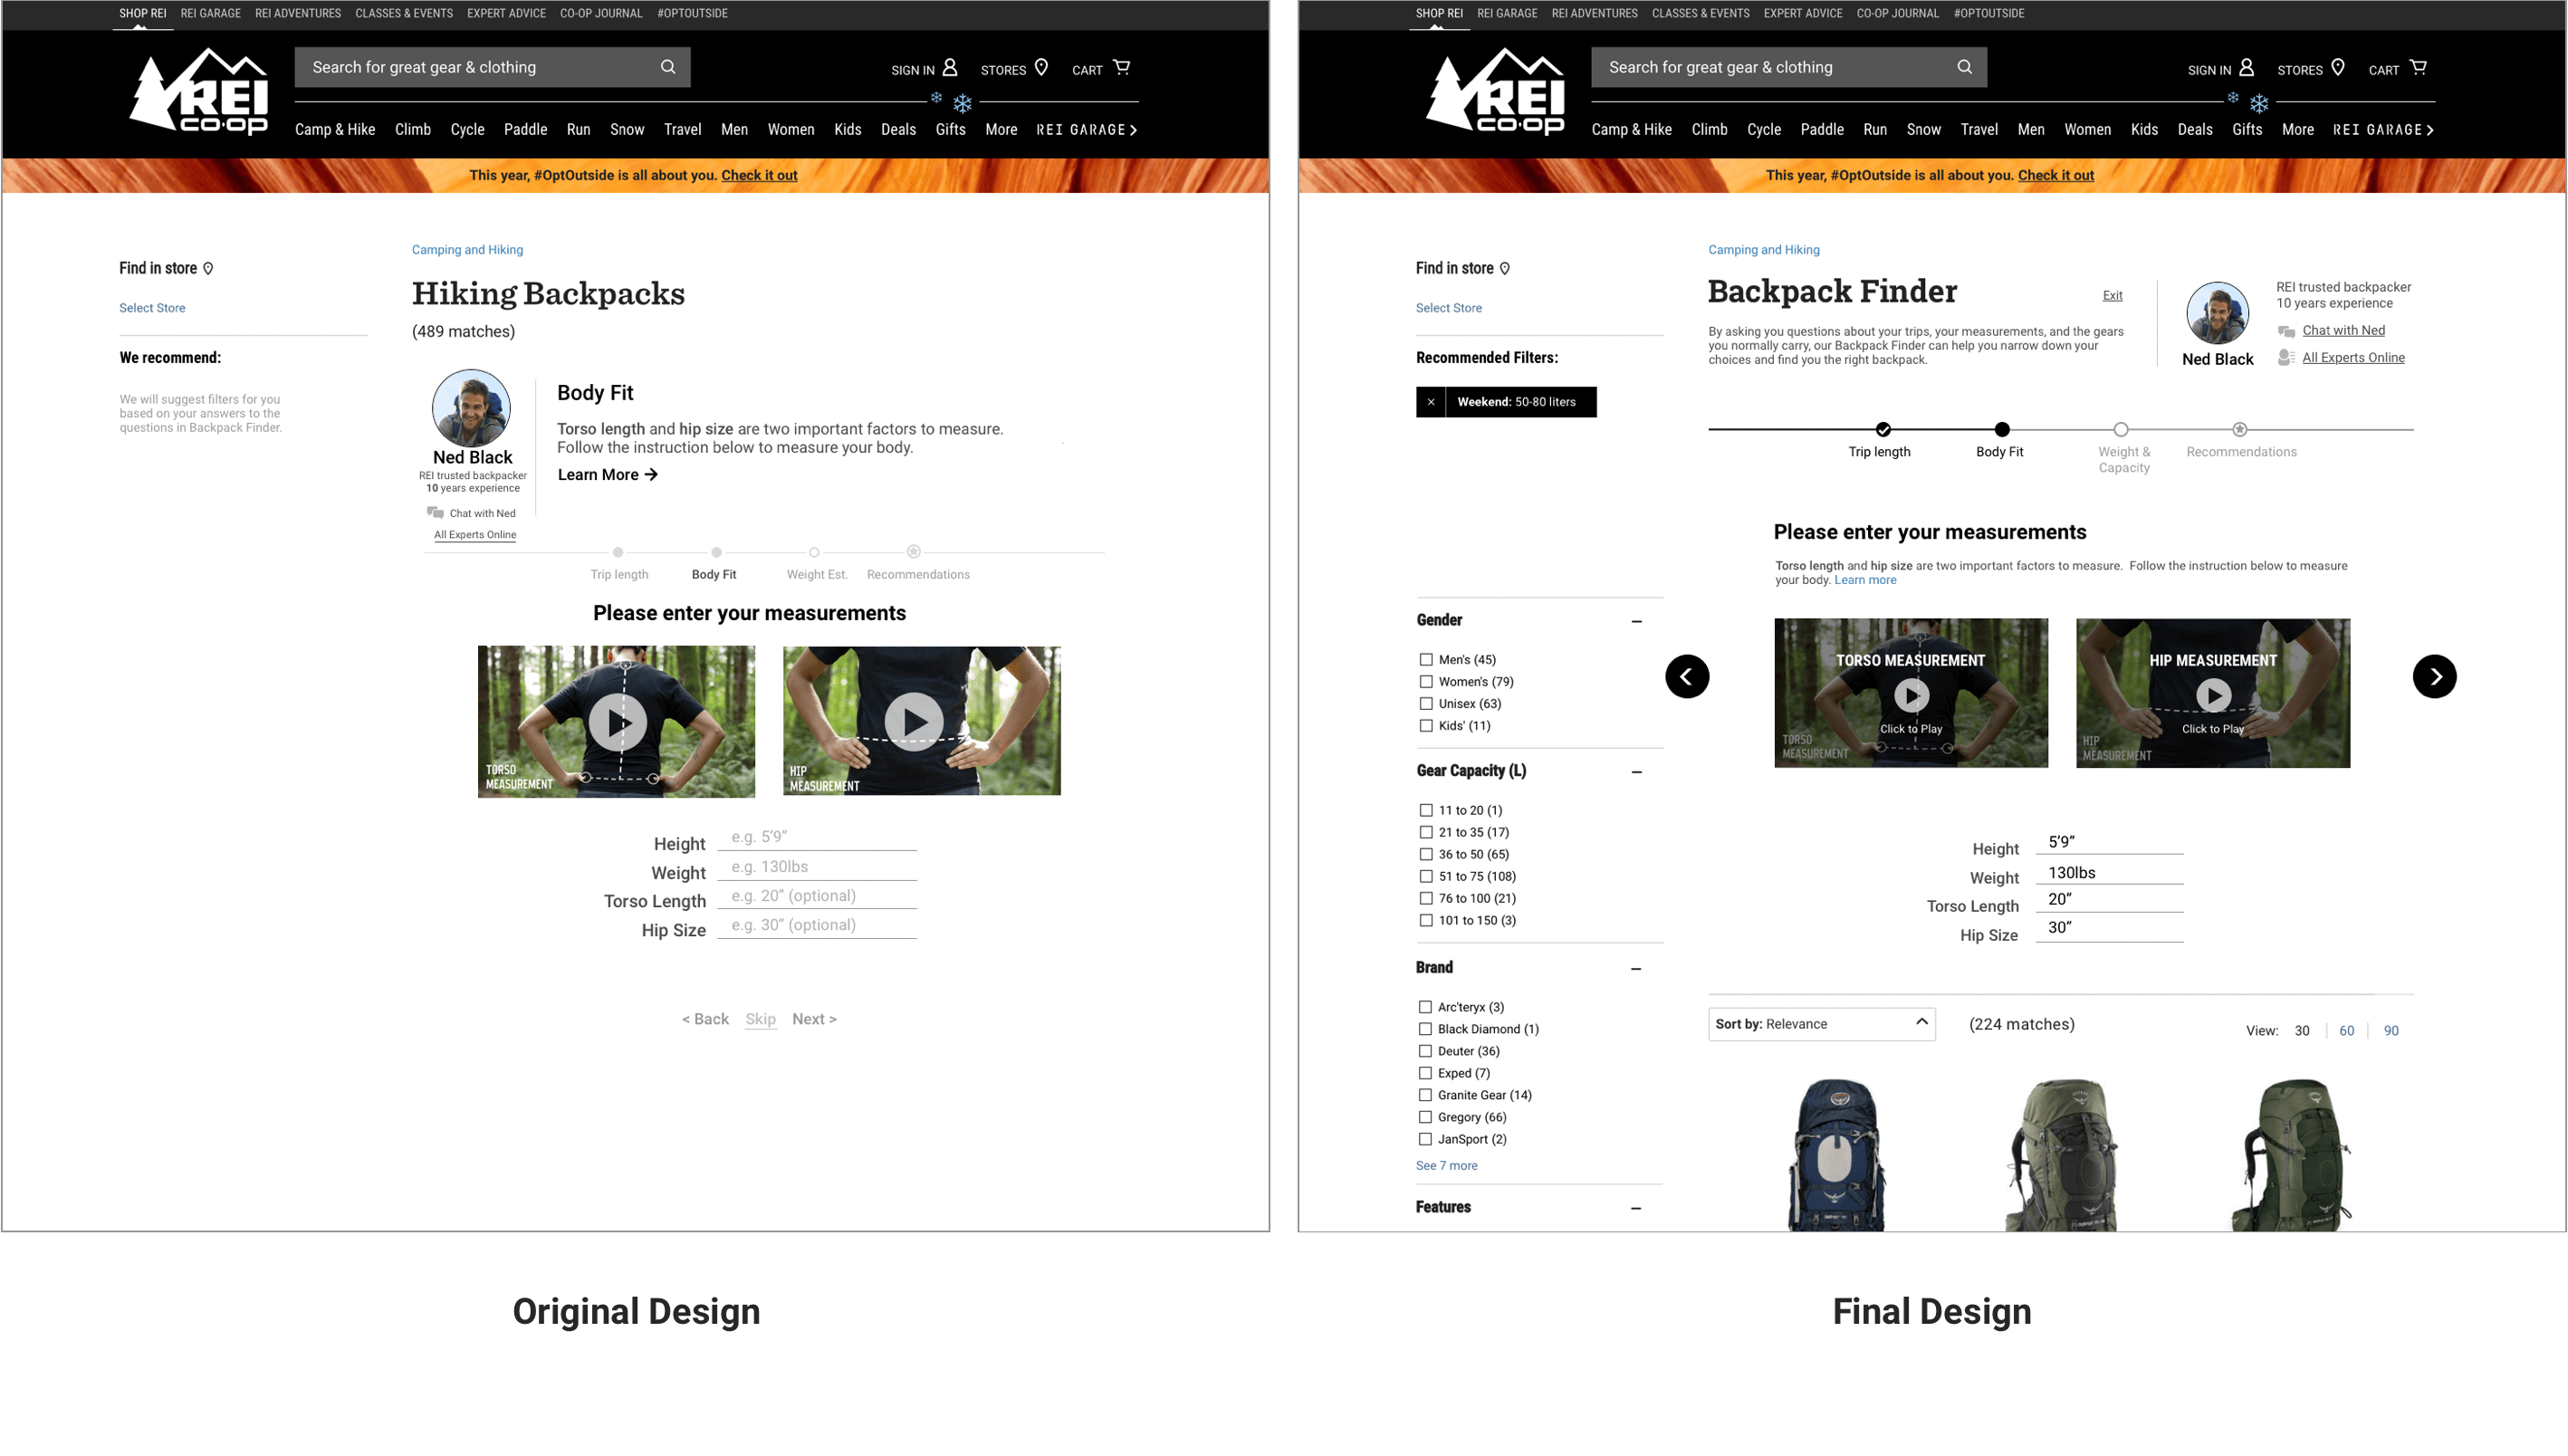 SHOP REI REI GARAGE REI ADVENTURES CLASSES & EVENTS EXPERT ADVICE CO-OP JOURNAL #OPTOUTSIDE
REI
CO·OP
Search for great gear & clothing
SIGN IN STORES CART
Camp & Hike Climb Cycle Paddle Run Snow Travel Men Women Kids Deals Gifts More REI GARAGE
This year, #OptOutside is all about you. Check it out
Find in store
Select Store
We recommend:
We will suggest filters for you
based on your answers to the
questions in Backpack Finder.
Camping and Hiking
Hiking Backpacks
(489 matches)
Ned Black
REI trusted backpacker
10 years experience
Chat with Ned
All Experts Online
Body Fit
Torso length and hip size are two important factors to measure.
Follow the instruction below to measure your body.
Learn More →
Trip length Body Fit Weight Est. Recommendations
Please enter your measurements
TORSO
MEASUREMENT
HIP
MEASUREMENT
Height e.g. 5'9”
Weight e.g. 130lbs
Torso Length e.g. 20” (optional)
Hip Size e.g. 30” (optional)
< Back Skip Next >
Original Design
SHOP REI REI GARAGE REI ADVENTURES CLASSES & EVENTS EXPERT ADVICE CO-OP JOURNAL #OPTOUTSIDE
REI
CO·OP
Search for great gear & clothing
SIGN IN STORES CART
Camp & Hike Climb Cycle Paddle Run Snow Travel Men Women Kids Deals Gifts More REI GARAGE
This year, #OptOutside is all about you. Check it out
Find in store
Select Store
Recommended Filters:
× Weekend: 50-80 liters
Gender –
Men's (45)
Women's (79)
Unisex (63)
Kids' (11)
Gear Capacity (L) –
11 to 20 (1)
21 to 35 (17)
36 to 50 (65)
51 to 75 (108)
76 to 100 (21)
101 to 150 (3)
Brand –
Arc'teryx (3)
Black Diamond (1)
Deuter (36)
Exped (7)
Granite Gear (14)
Gregory (66)
JanSport (2)
See 7 more
Features –
Camping and Hiking
Backpack Finder
Exit
By asking you questions about your trips, your measurements, and the gears
you normally carry, our Backpack Finder can help you narrow down your
choices and find you the right backpack.
Ned Black
REI trusted backpacker
10 years experience
Chat with Ned
All Experts Online
Trip length Body Fit Weight &
Capacity Recommendations
Please enter your measurements
Torso length and hip size are two important factors to measure. Follow the instruction below to measure
your body. Learn more
TORSO MEASUREMENT
Click to Play
TORSO
MEASUREMENT
HIP MEASUREMENT
Click to Play
HIP
MEASUREMENT
Height 5'9”
Weight 130lbs
Torso Length 20”
Hip Size 30”
Sort by: Relevance (224 matches) View: 30 | 60 | 90
Final Design